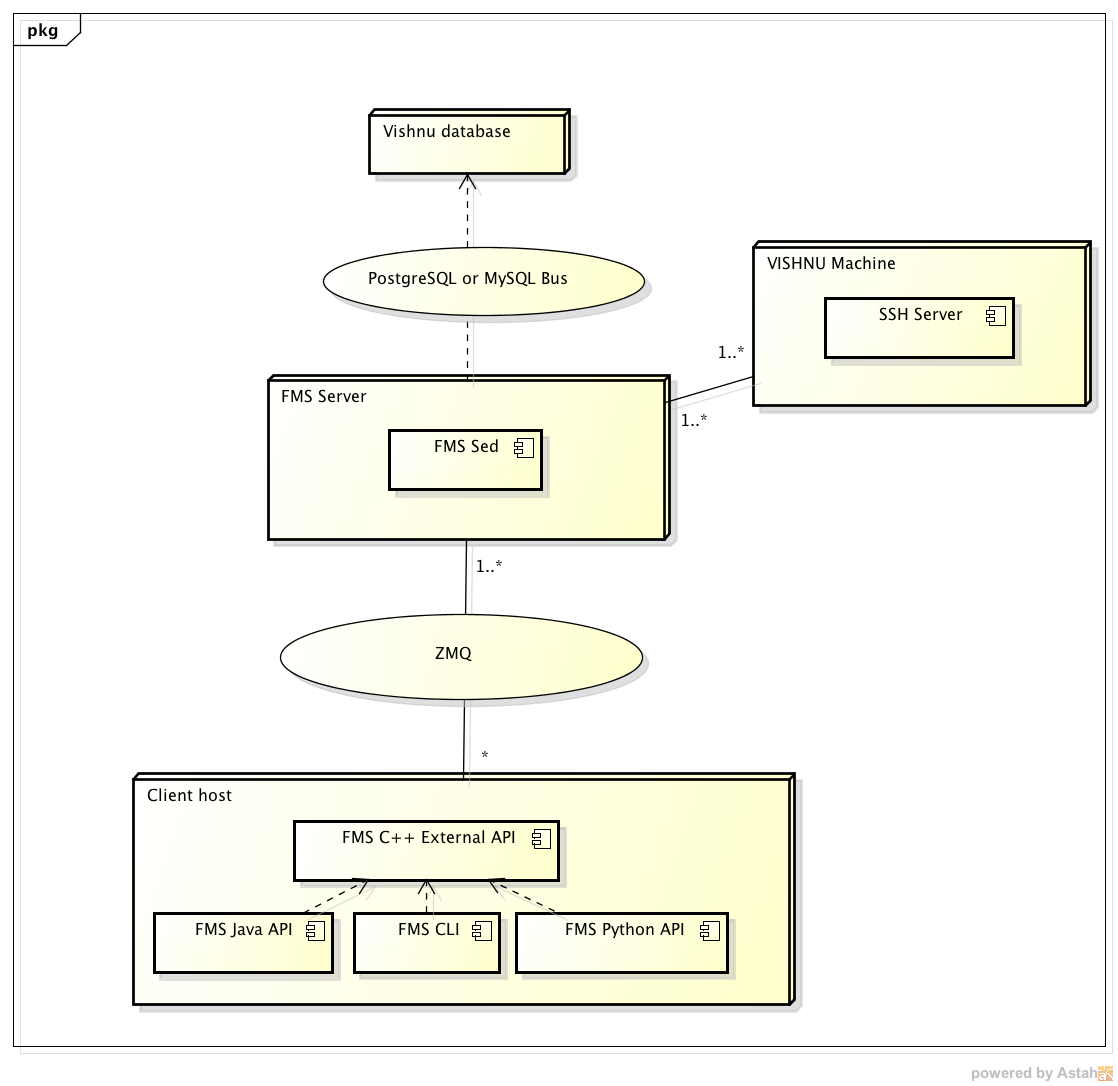 pkg
Vishnu database
PostgreSQL or MySQL Bus
VISHNU Machine
SSH Server
1..*
1..*
FMS Server
FMS Sed
1..*
ZMQ
*
Client host
FMS C++ External API
FMS Java API
FMS CLI
FMS Python API
powered by Astah